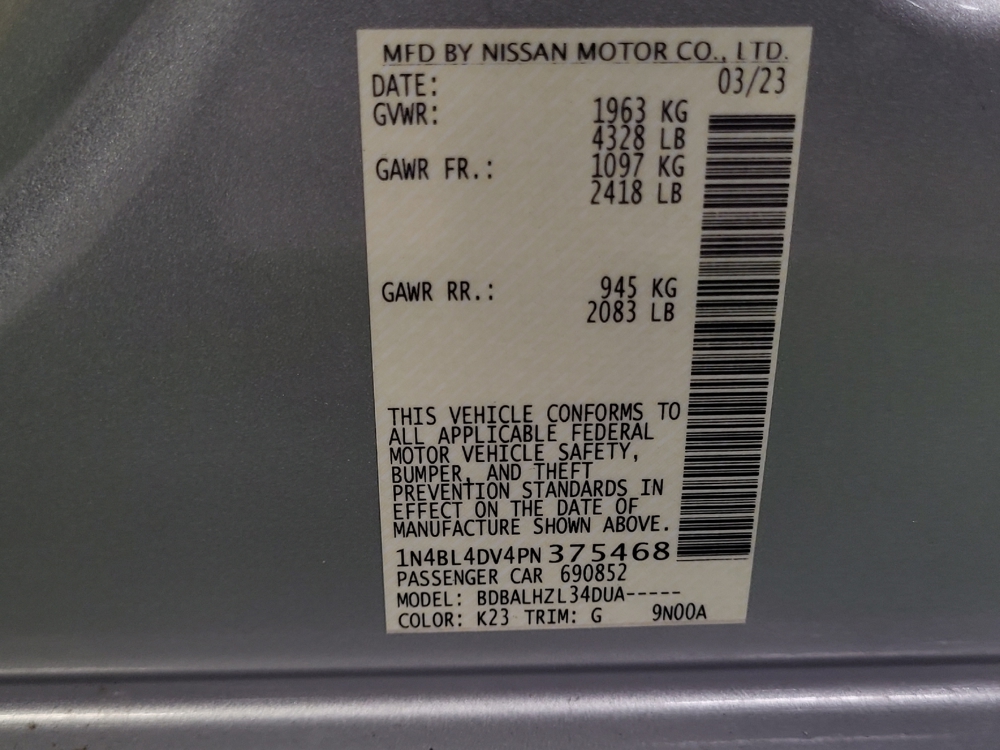 MFD BY NISSAN MOTOR CO., LTD.
DATE: 03/23
GVWR: 1963 KG
4328 LB
GAWR FR.: 1097 KG
2418 LB
GAWR RR.: 945 KG
2083 LB
THIS VEHICLE CONFORMS TO
ALL APPLICABLE FEDERAL
MOTOR VEHICLE SAFETY,
BUMPER, AND THEFT
PREVENTION STANDARDS IN
EFFECT ON THE DATE OF
MANUFACTURE SHOWN ABOVE.
1N4BL4DV4PN375468
PASSENGER CAR 690852
MODEL: BDBALHZL34DUA-----
COLOR: K23 TRIM: G 9N00A